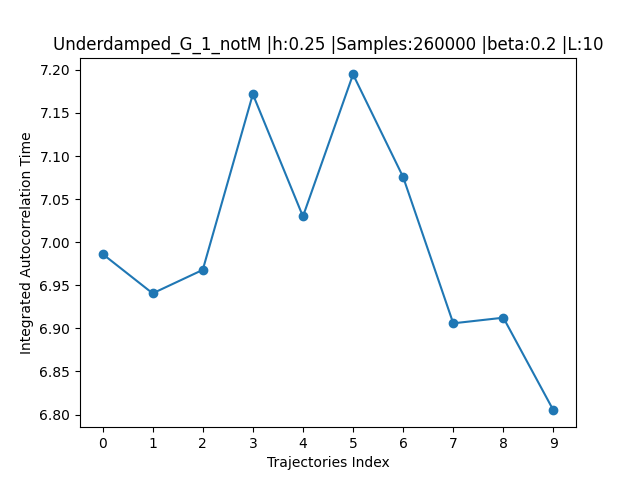 Underdamped_G_1_notM |h:0.25 |Samples:260000 |beta:0.2 |L:10
7.20
7.15
7.10
7.05
7.00
6.95
6.90
6.85
6.80
Integrated Autocorrelation Time
0 1 2 3 4 5 6 7 8 9
Trajectories Index